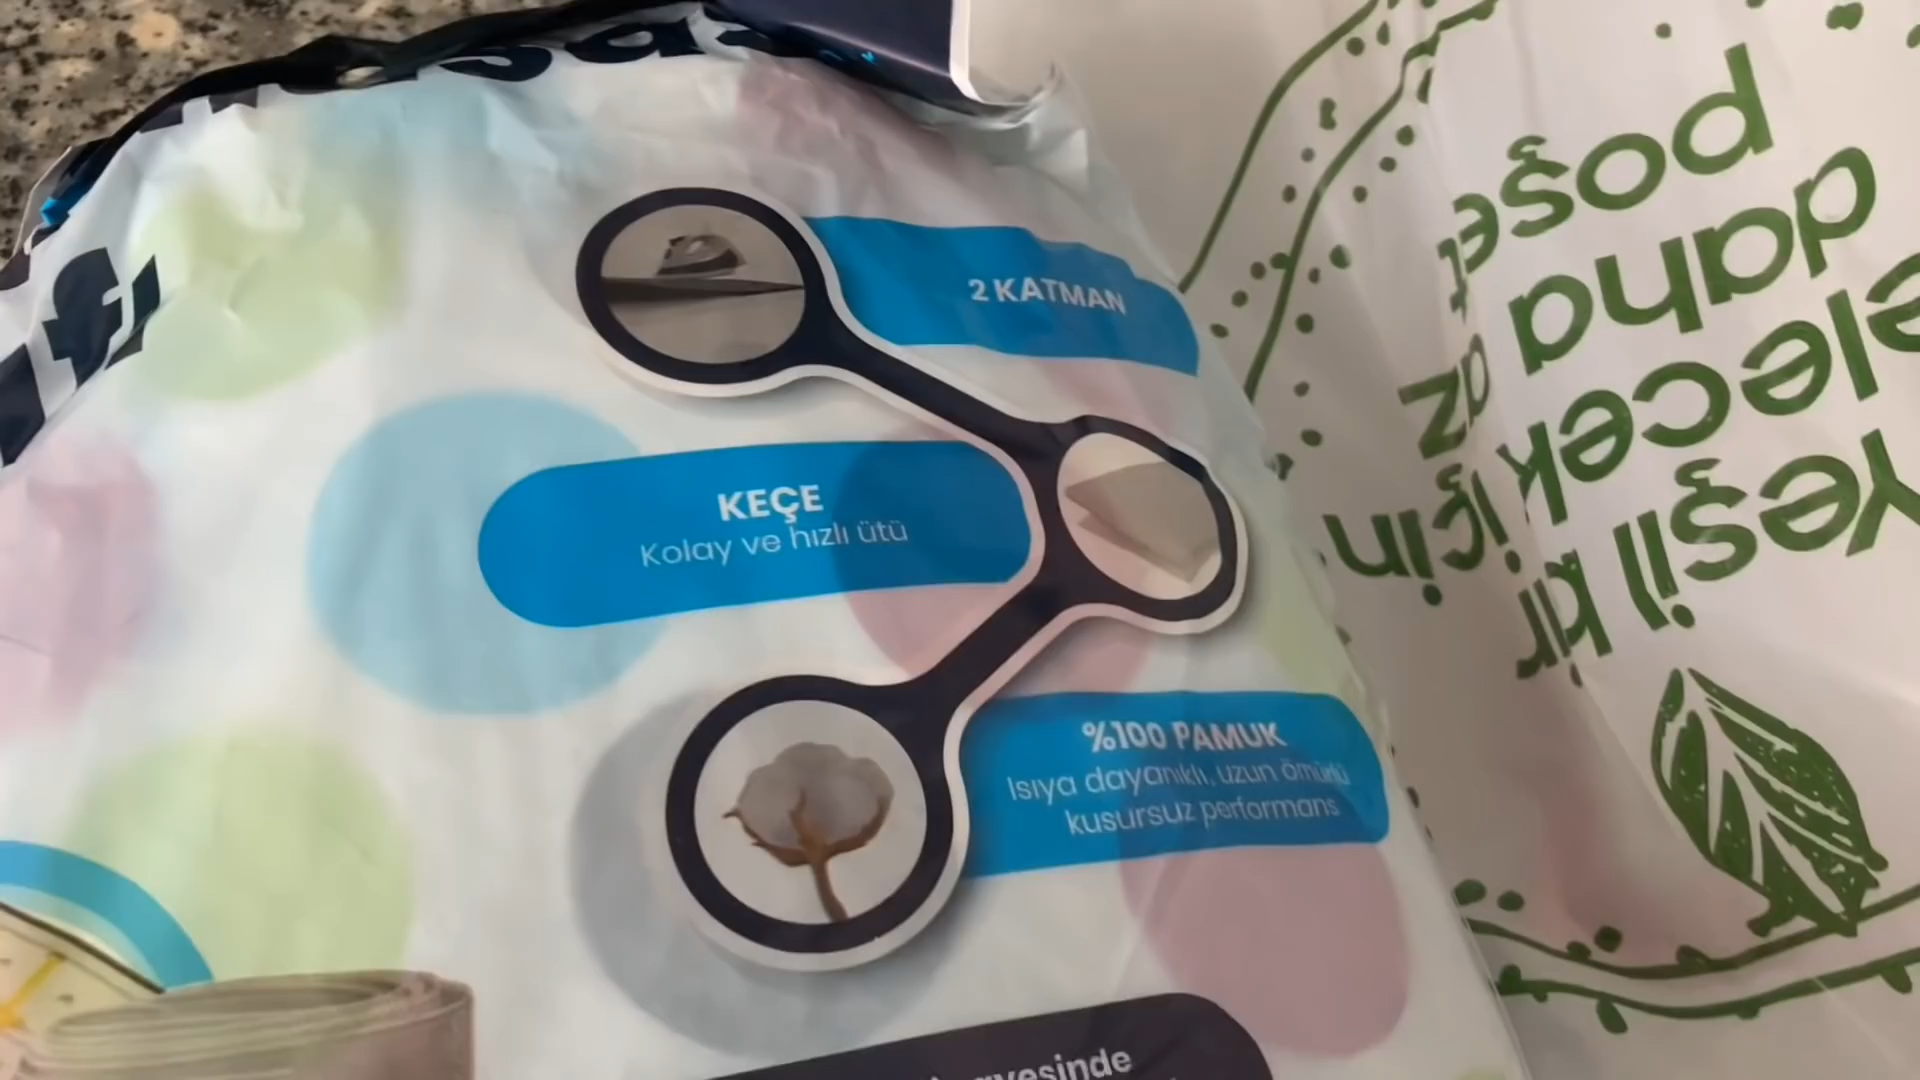 2 KATMAN
KEÇE
Kolay ve hızlı ütü
%100 PAMUK
Isıya dayanıklı, uzun ömürlü
kusursuz performans
Yeşil bir
elecek için
daha az
poşet